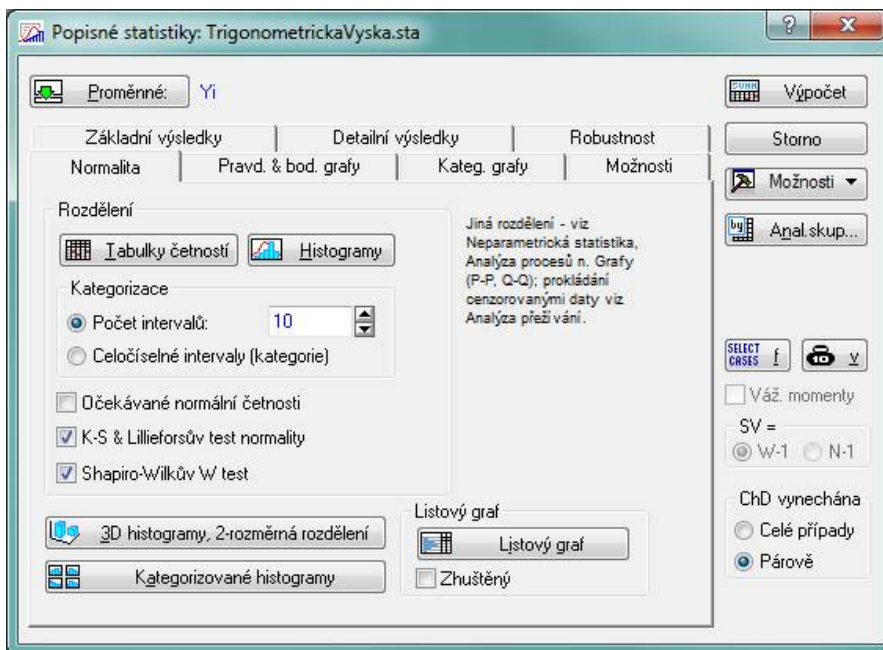 Popisné statistiky: TrigonometrickaVyska.sta
Proměnné: Yi
Výpočet
Základní výsledky Detailní výsledky Robustnost
Storno
Normalita Pravd. & bod. grafy Kateg. grafy Možnosti
Možnosti
Rozdělení
Tabulky četností Histogramy
Jiná rozdělení - viz
Neparametrická statistika,
Analýza procesů n. Grafy
(P-P, Q-Q); prokládání
cenzorovanými daty viz
Analýza přežívání.
Anal.skup...
Kategorizace
Počet intervalů: 10
Celočíselné intervaly (kategorie)
SELECT CASES f v
Očekávané normální četnosti
Váž. momenty
K-S & Lillieforsův test normality
SV =
W-1 N-1
Shapiro-Wilkův W test
ChD vynechána
Listový graf
3D histogramy, 2-rozměrná rozdělení
Listový graf
Celé případy
Kategorizované histogramy
Zhuštěný
Párově